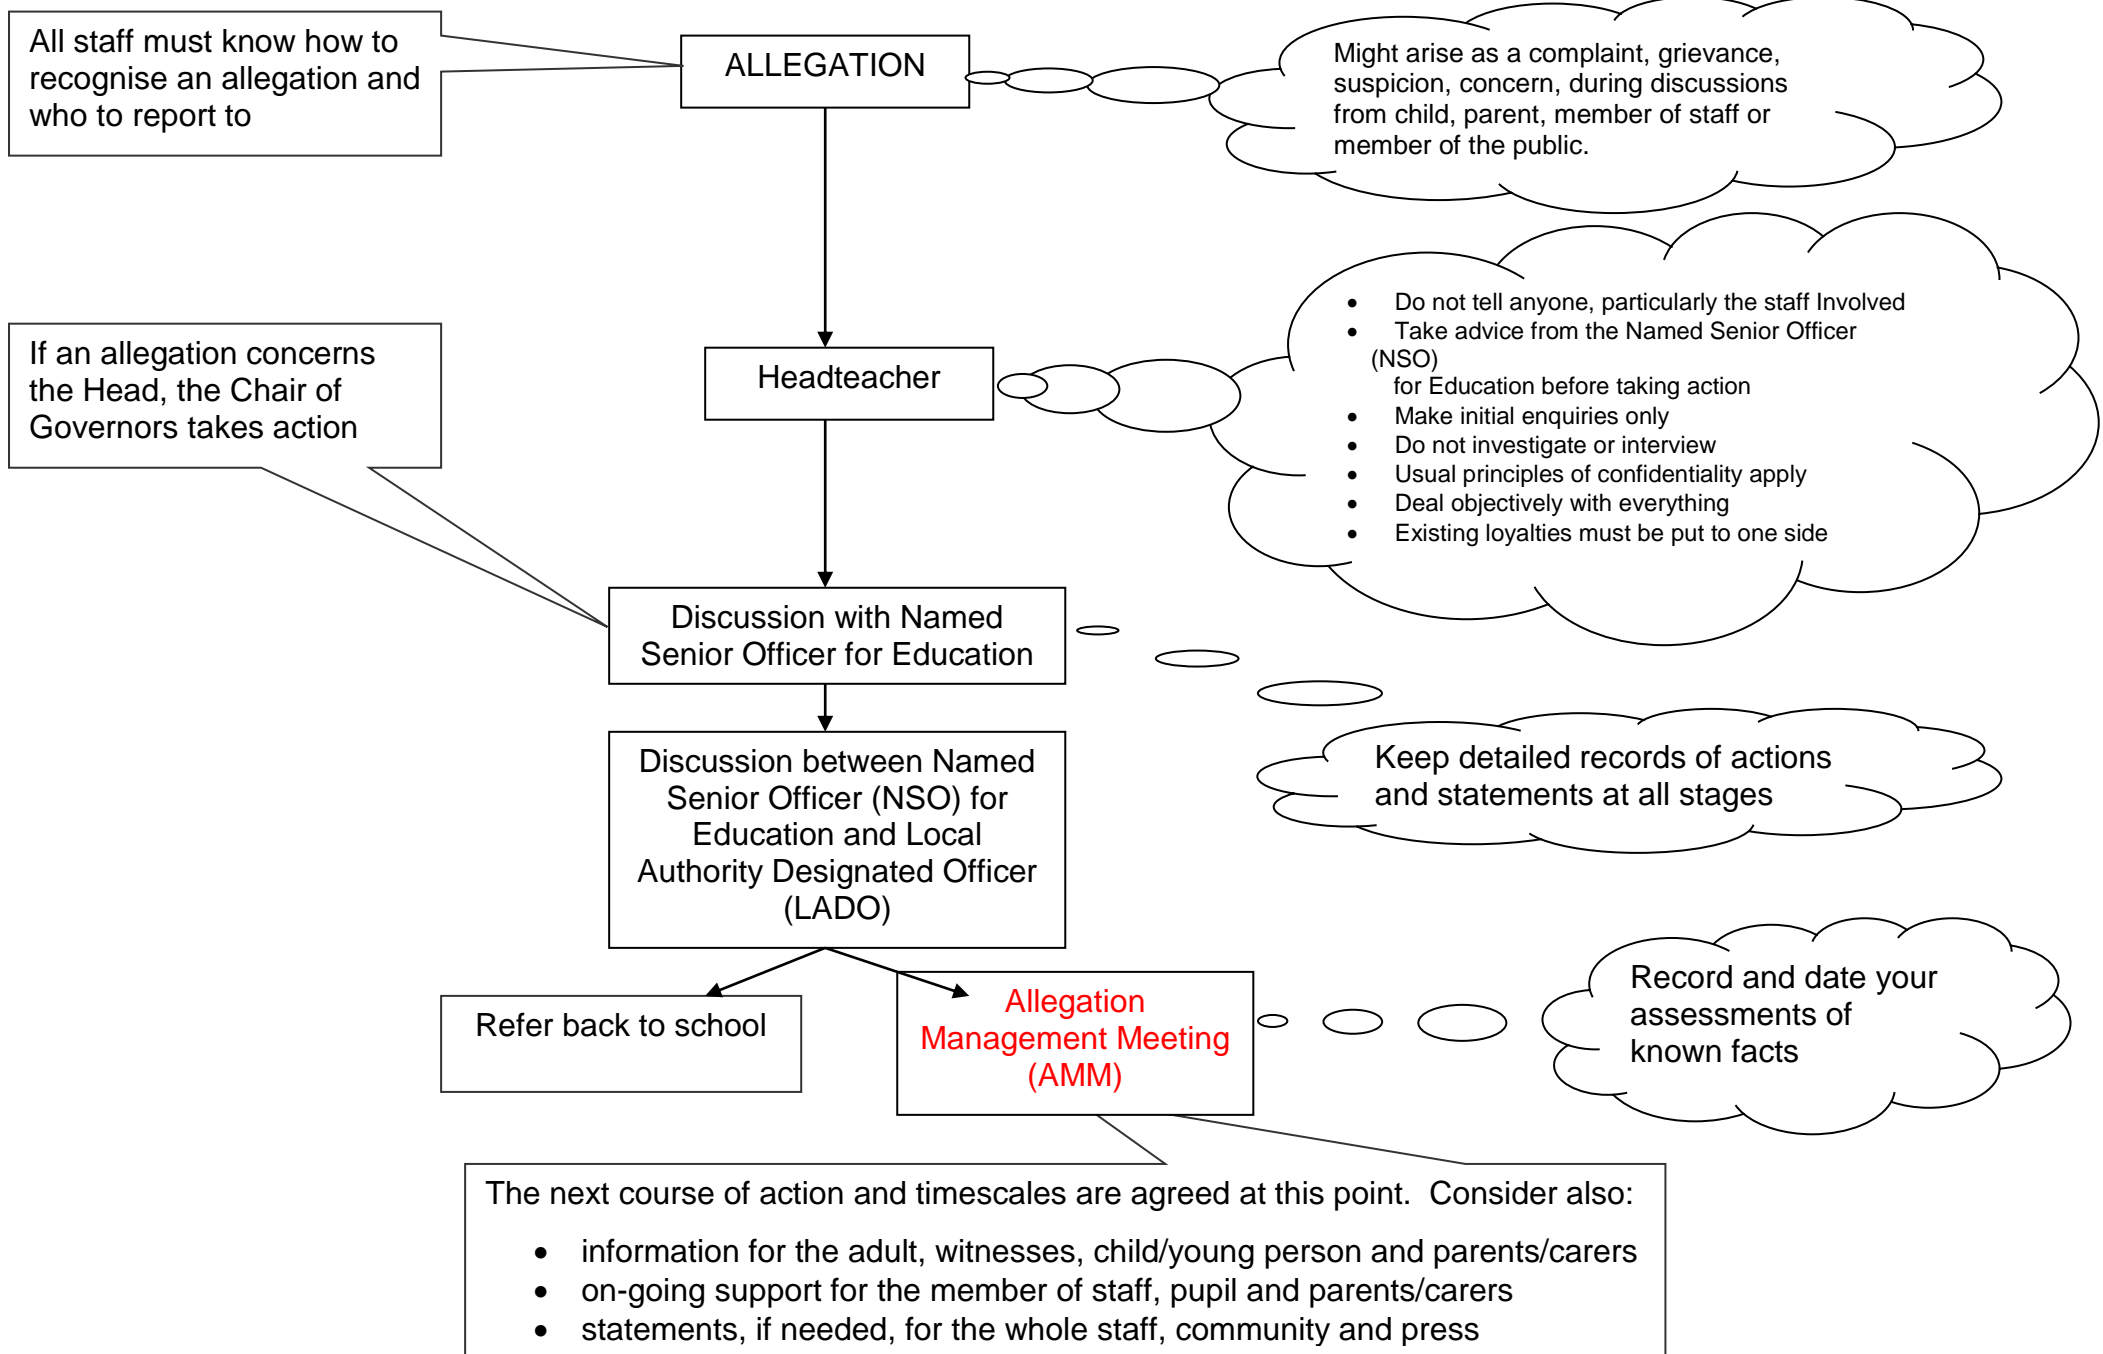 All staff must know how to
recognise an allegation and
who to report to
ALLEGATION
Might arise as a complaint, grievance,
suspicion, concern, during discussions
from child, parent, member of staff or
member of the public.
If an allegation concerns
the Head, the Chair of
Governors takes action
Headteacher
• Do not tell anyone, particularly the staff Involved
• Take advice from the Named Senior Officer
(NSO)
for Education before taking action
• Make initial enquiries only
• Do not investigate or interview
• Usual principles of confidentiality apply
• Deal objectively with everything
• Existing loyalties must be put to one side
Discussion with Named
Senior Officer for Education
Discussion between Named
Senior Officer (NSO) for
Education and Local
Authority Designated Officer
(LADO)
Keep detailed records of actions
and statements at all stages
Refer back to school
Allegation
Management Meeting
(AMM)
Record and date your
assessments of
known facts
The next course of action and timescales are agreed at this point.  Consider also:
• information for the adult, witnesses, child/young person and parents/carers
• on-going support for the member of staff, pupil and parents/carers
• statements, if needed, for the whole staff, community and press